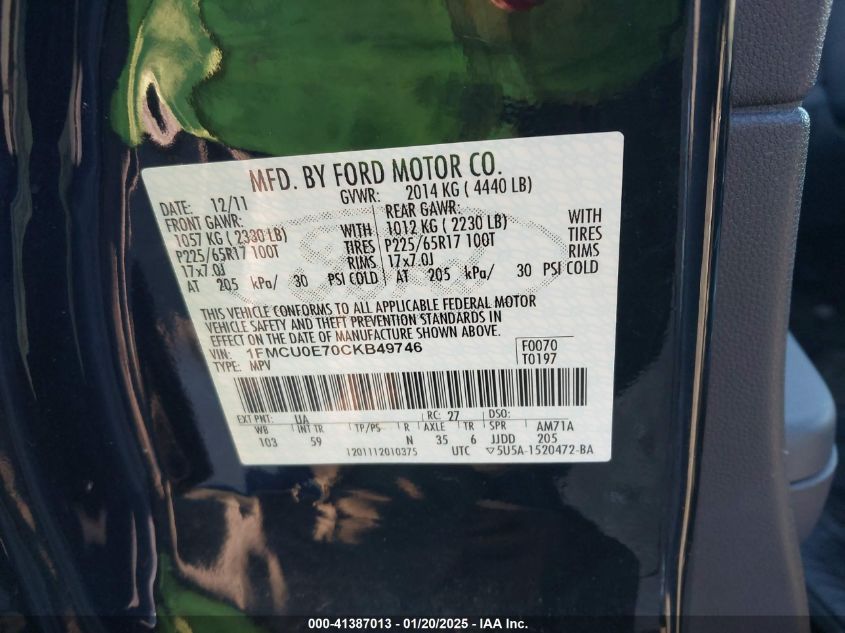 MFD. BY FORD MOTOR CO.
DATE: 12/11 GVWR: 2014 KG ( 4440 LB)
FRONT GAWR: REAR GAWR:
1057 KG ( 2330 LB) WITH 1012 KG ( 2230 LB) WITH
P225/65R17 100T TIRES P225/65R17 100T TIRES
17x7.0J RIMS 17x7.0J RIMS
AT 205 kPa/ 30 PSI COLD AT 205 kPa/ 30 PSI COLD
THIS VEHICLE CONFORMS TO ALL APPLICABLE FEDERAL MOTOR
VEHICLE SAFETY AND THEFT PREVENTION STANDARDS IN
EFFECT ON THE DATE OF MANUFACTURE SHOWN ABOVE.
VIN: 1FMCU0E70CKB49746 F0070
TYPE: MPV T0197
EXT PNT: UA RC: 27 DSO:
WB INT TR TP/PS R AXLE TR SPR AM71A
103 59 N 35 6 JJDD 205
1201112010375 UTC ▽5U5A-1520472-BA
000-41387013 - 01/20/2025 - IAA Inc.